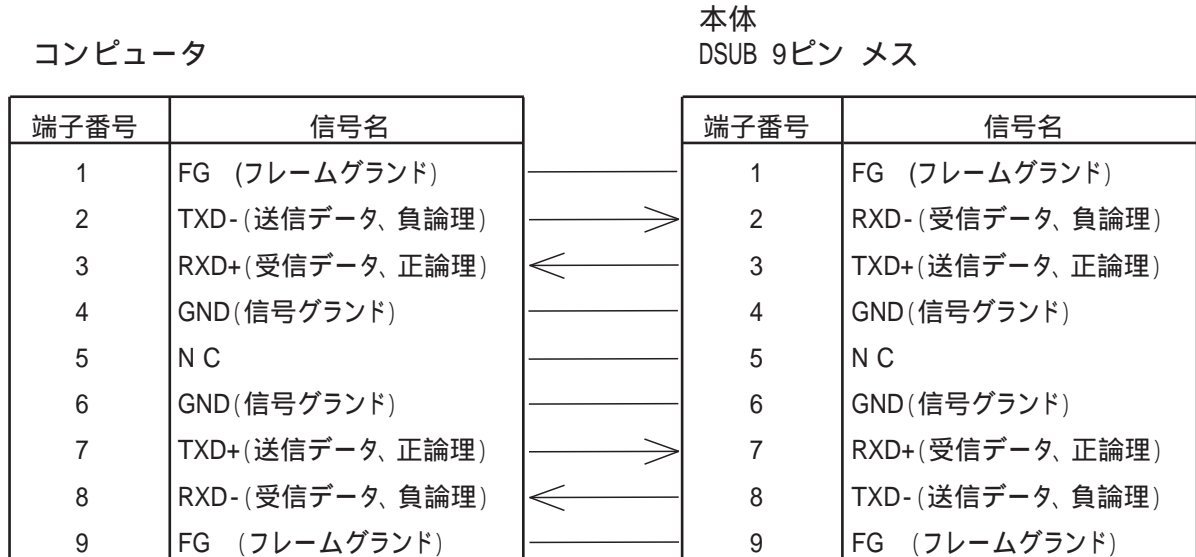 コンピュータ
本体
DSUB 9ピン メス
端子番号 信号名
1 FG (フレームグランド)
2 TXD-(送信データ、負論理)
3 RXD+(受信データ、正論理)
4 GND(信号グランド)
5 N C
6 GND(信号グランド)
7 TXD+(送信データ、正論理)
8 RXD-(受信データ、負論理)
9 FG (フレームグランド)
端子番号 信号名
1 FG (フレームグランド)
2 RXD-(受信データ、負論理)
3 TXD+(送信データ、正論理)
4 GND(信号グランド)
5 N C
6 GND(信号グランド)
7 RXD+(受信データ、正論理)
8 TXD-(送信データ、負論理)
9 FG (フレームグランド)